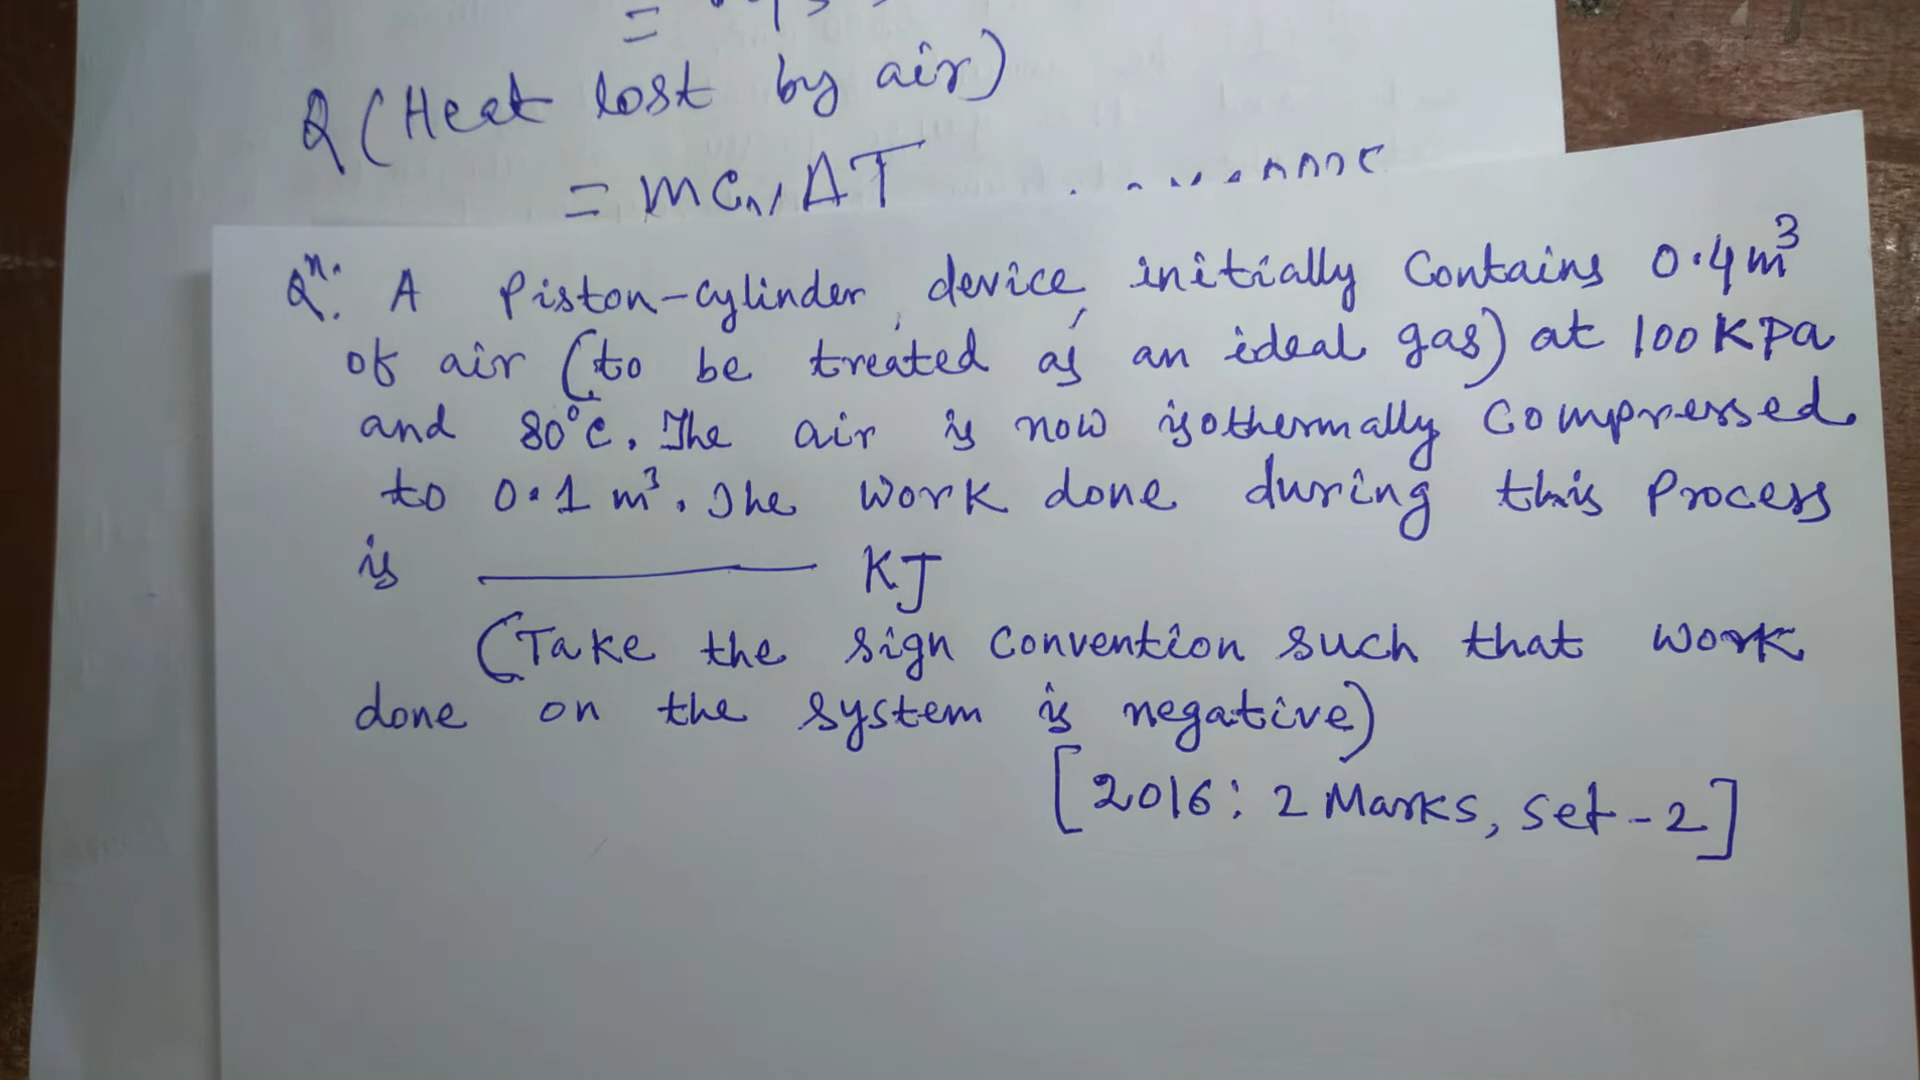 =
Q (Heat lost by air)
= m ΔT
Qⁿ: A Piston-cylinder device initially Contains 0.4 m³
of air (to be treated as an ideal gas) at 100 KPa
and 80°C. The air is now isothermally Compressed
to 0.1 m³. The work done during this Process
is ______ KJ
(Take the sign Convention such that work
done on the system is negative)
[2016: 2 Marks, set-2]